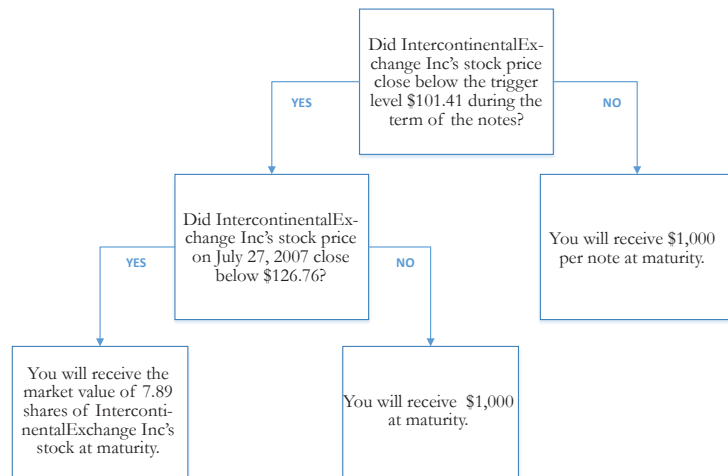 Did IntercontinentalEx-
change Inc's stock price
close below the trigger
level $101.41 during the
term of the notes?
YES
NO
Did IntercontinentalEx-
change Inc's stock price
on July 27, 2007 close
below $126.76?
You will receive $1,000
per note at maturity.
YES
NO
You will receive the
market value of 7.89
shares of Interconti-
nentalExchange Inc's
stock at maturity.
You will receive $1,000
at maturity.